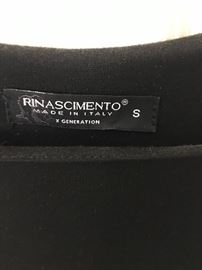 RINASCIMENTO®
MADE IN ITALY
X GENERATION
S